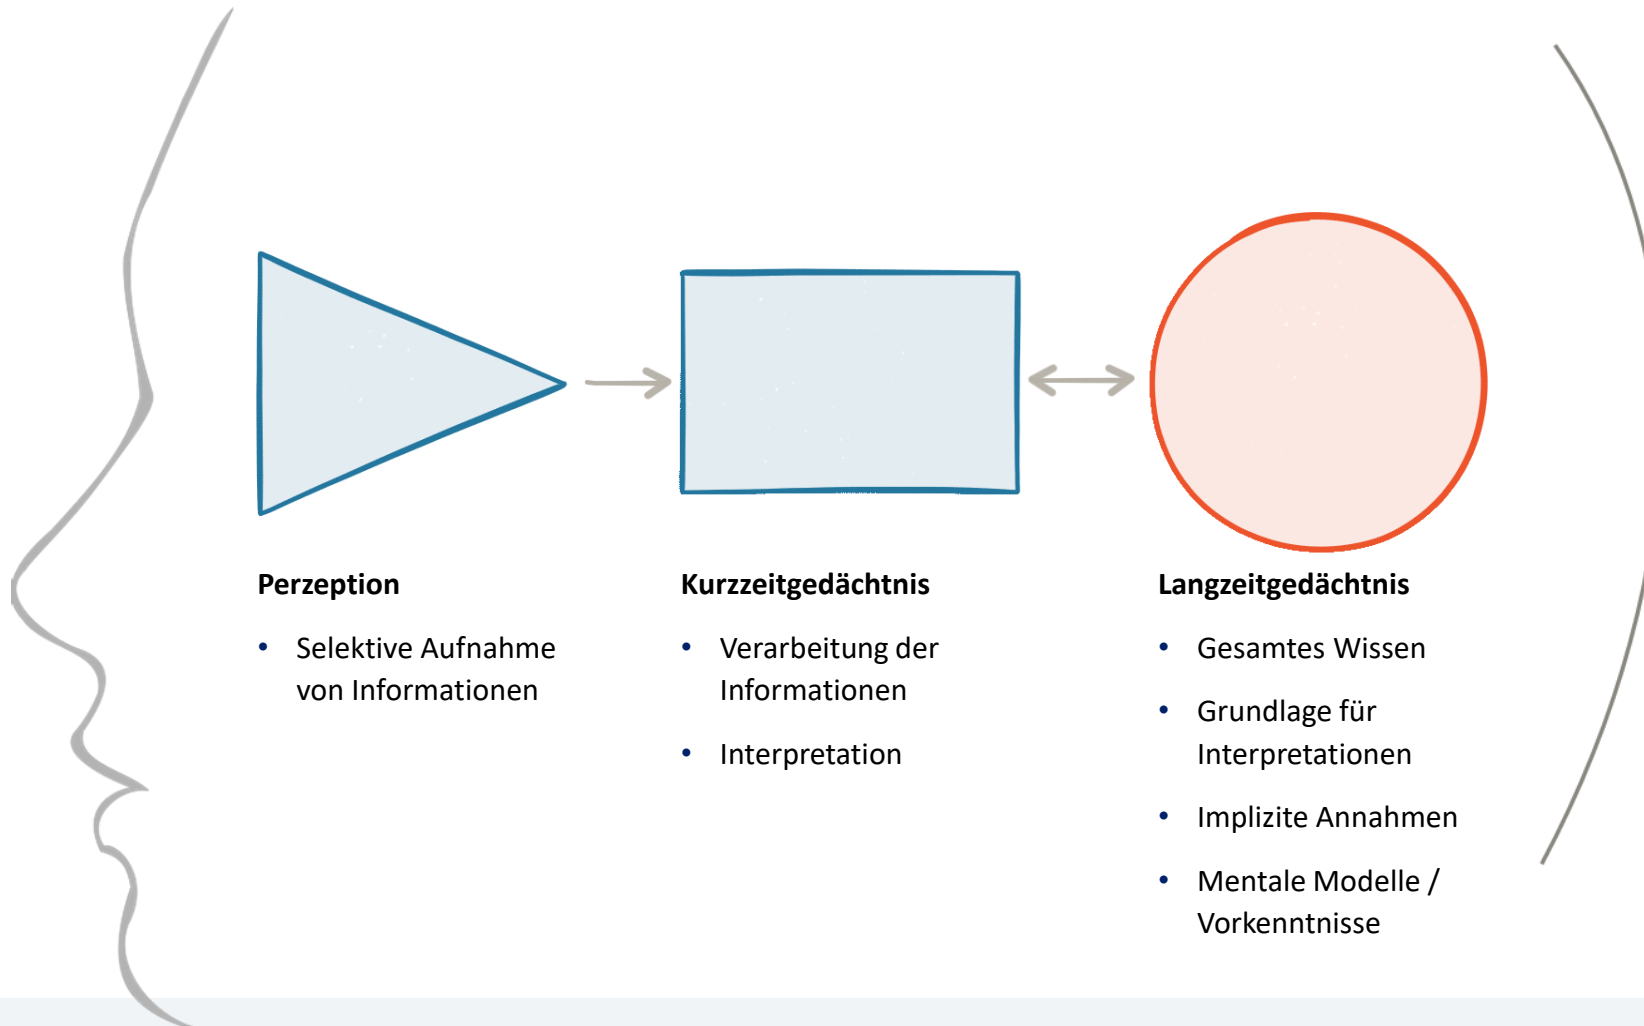 Perzeption
• Selektive Aufnahme
von Informationen
Kurzzeitgedächtnis
• Verarbeitung der
Informationen
• Interpretation
Langzeitgedächtnis
• Gesamtes Wissen
• Grundlage für
Interpretationen
• Implizite Annahmen
• Mentale Modelle /
Vorkenntnisse